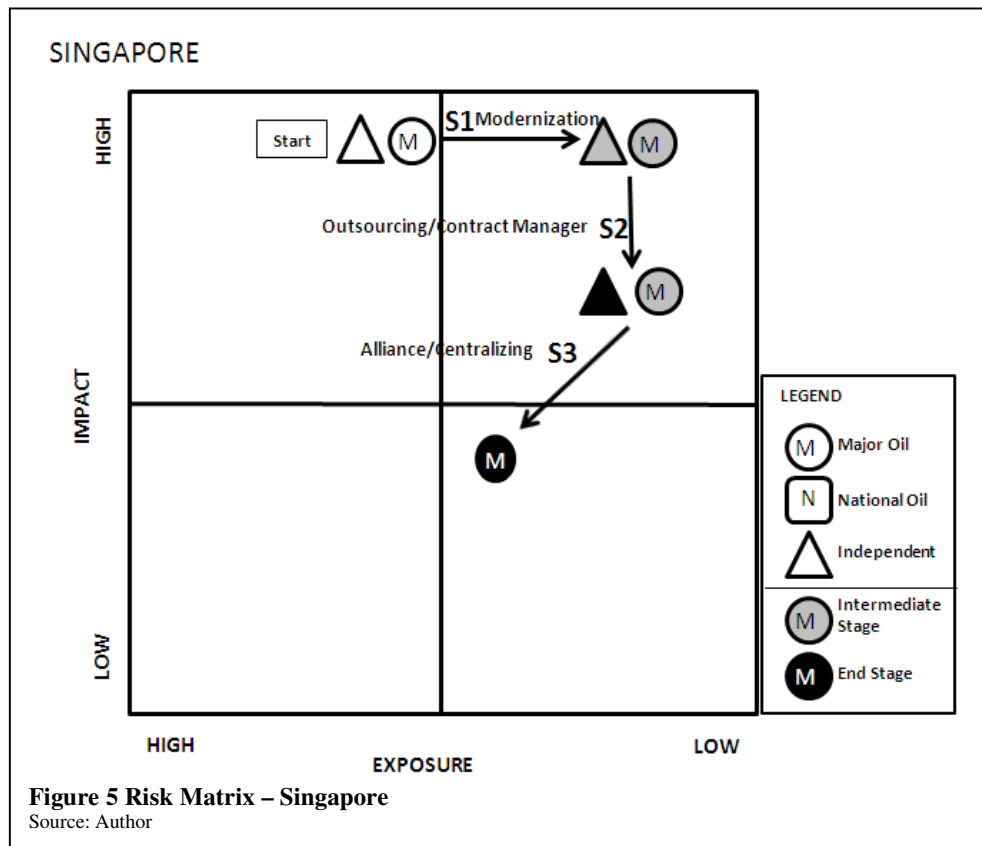 SINGAPORE
HIGH
IMPACT
LOW
Start
M
S1 Modernization
M
Outsourcing/Contract Manager S2
M
Alliance/Centralizing S3
M
LEGEND
M Major Oil
N National Oil
Independent
M Intermediate
Stage
M End Stage
HIGH
EXPOSURE
LOW
Figure 5 Risk Matrix – Singapore
Source: Author